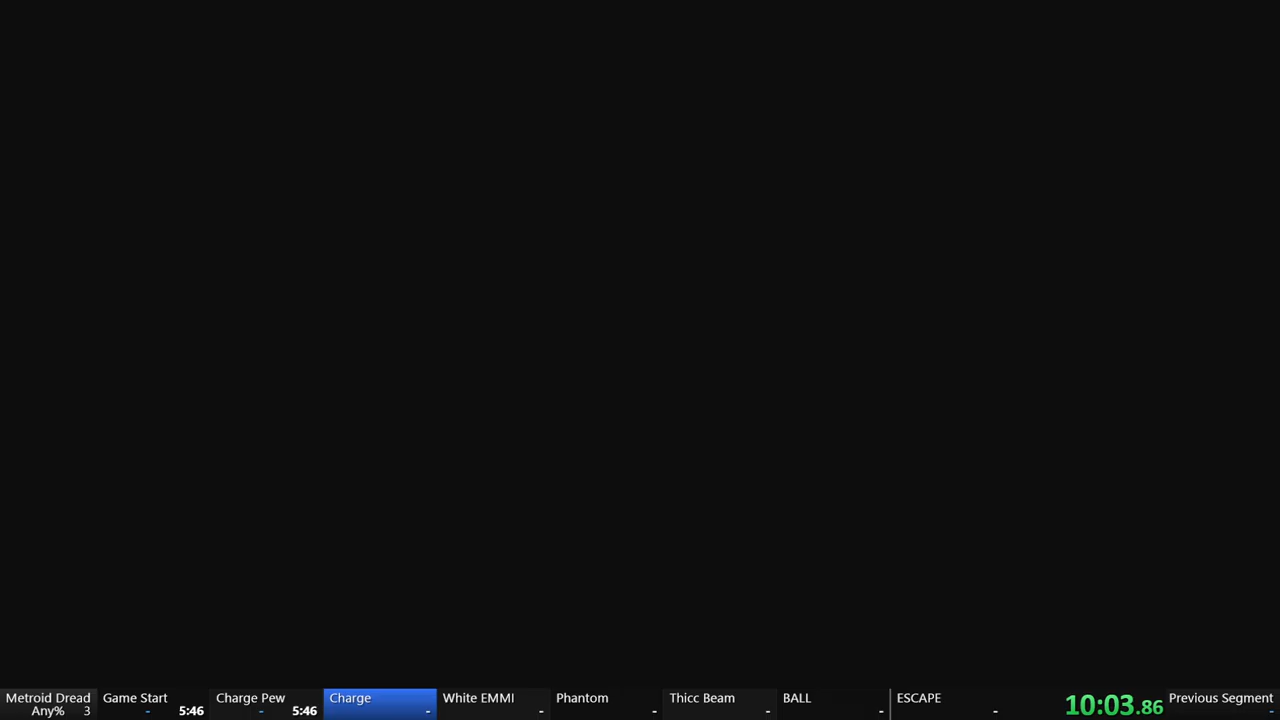 Metroid Dread Game Start Charge Pew Charge White EMMI Phantom Thicc Beam BALL ESCAPE 10:03.86 Previous Segment
Any% 3 - 5:46 - 5:46 - - - - - - -